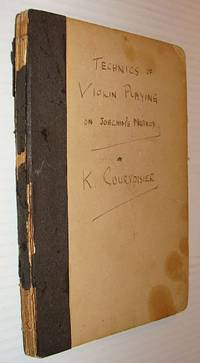 TECHNICS OF
VIOLIN PLAYING
ON JOACHIM'S METHOD
K. COURVOISIER